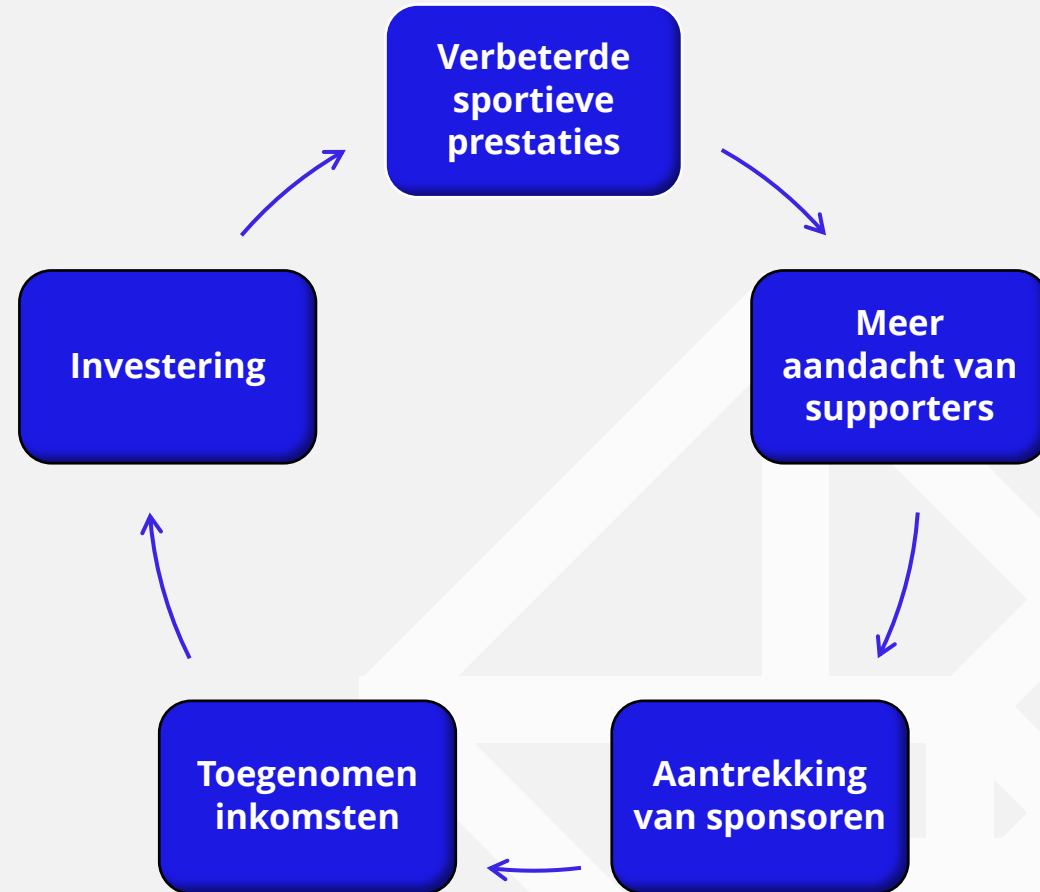 Verbeterde
sportieve
prestaties
Meer
aandacht van
supporters
Aantrekking
van sponsoren
Toegenomen
inkomsten
Investering